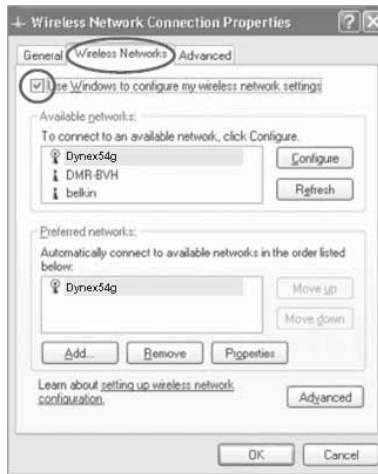 Wireless Network Connection Properties
General Wireless Networks Advanced
Use Windows to configure my wireless network settings
Available networks:
To connect to an available network, click Configure.
Dynex54g
DMR-BVH
belkin
Configure
Refresh
Preferred networks:
Automatically connect to available networks in the order listed
below:
Dynex54g
Move up
Move down
Add... Remove Properties
Learn about setting up wireless network
configuration.
Advanced
OK Cancel